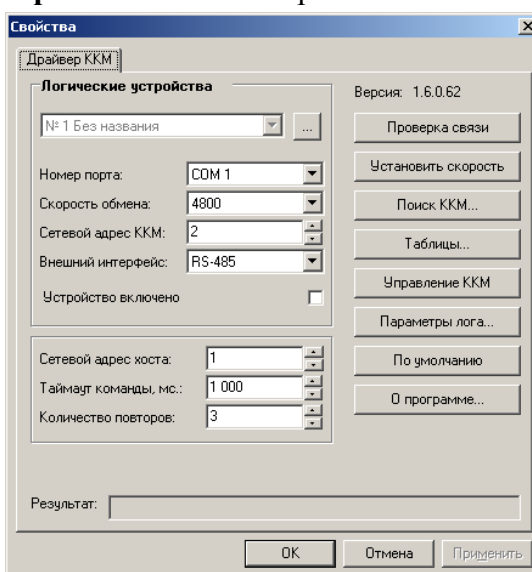 Свойства
Драйвер ККМ
Логические устройства
№ 1 Без названия
...
Номер порта:
COM 1
Скорость обмена:
4800
Сетевой адрес ККМ:
2
Внешний интерфейс:
RS-485
Устройство включено
Сетевой адрес хоста:
1
Таймаут команды, мс.:
1 000
Количество повторов:
3
Версия: 1.6.0.62
Проверка связи
Установить скорость
Поиск ККМ...
Таблицы...
Управление ККМ
Параметры лога...
По умолчанию
О программе...
Результат:
OK
Отмена
Применить